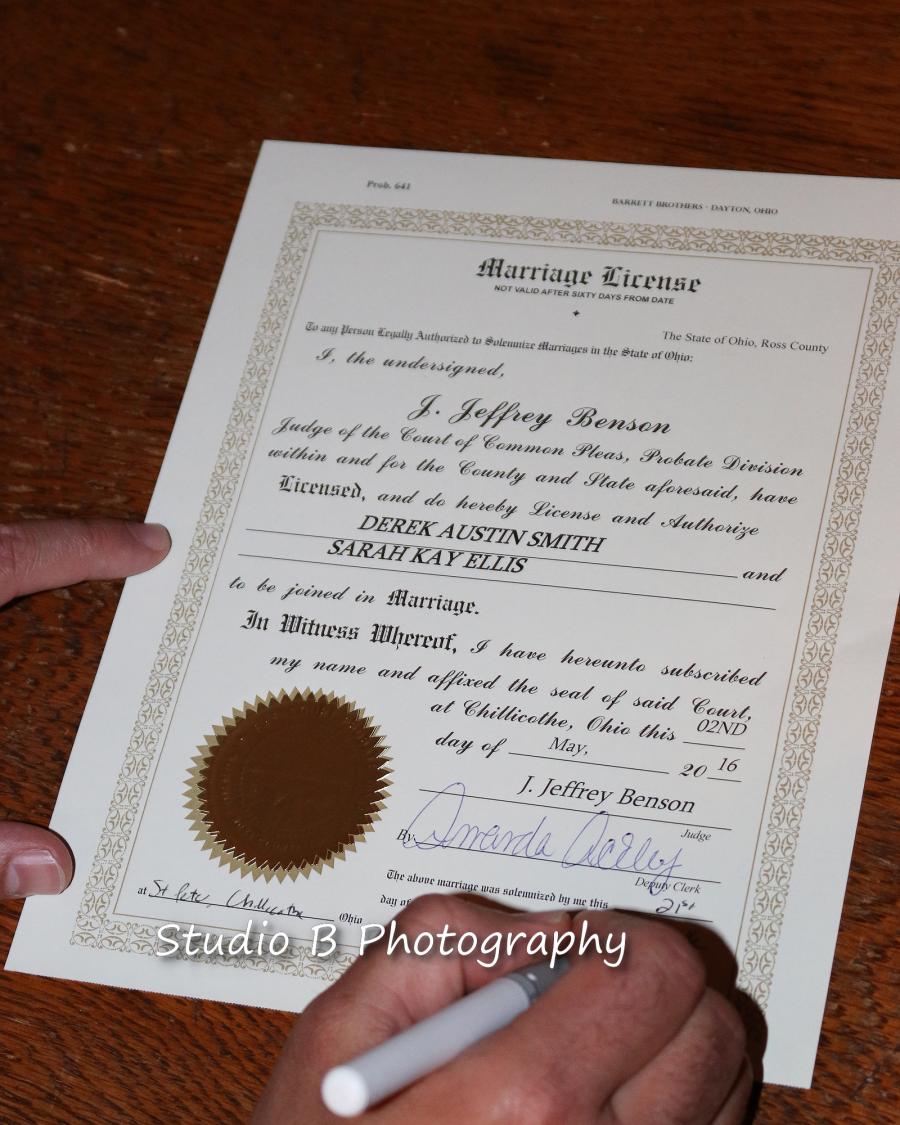 Prob. 641
BARRETT BROTHERS - DAYTON, OHIO
Marriage License
NOT VALID AFTER SIXTY DAYS FROM DATE
The State of Ohio, Ross County
To any Person Legally Authorized to Solemnize Marriages in the State of Ohio:
I, the undersigned,
J. Jeffrey Benson
Judge of the Court of Common Pleas, Probate Division
within and for the County and State aforesaid, have
Licensed, and do hereby License and Authorize
DEREK AUSTIN SMITH
and
SARAH KAY ELLIS
to be joined in Marriage.
In Witness Whereof, I have hereunto subscribed
my name and affixed the seal of said Court,
at Chillicothe, Ohio this 02ND
day of May, 20 16
J. Jeffrey Benson
Judge
By Amanda
Deputy Clerk
The above marriage was solemnized by me this 21st
day of
at St Peter, Chillicothe Ohio
Studio B Photography